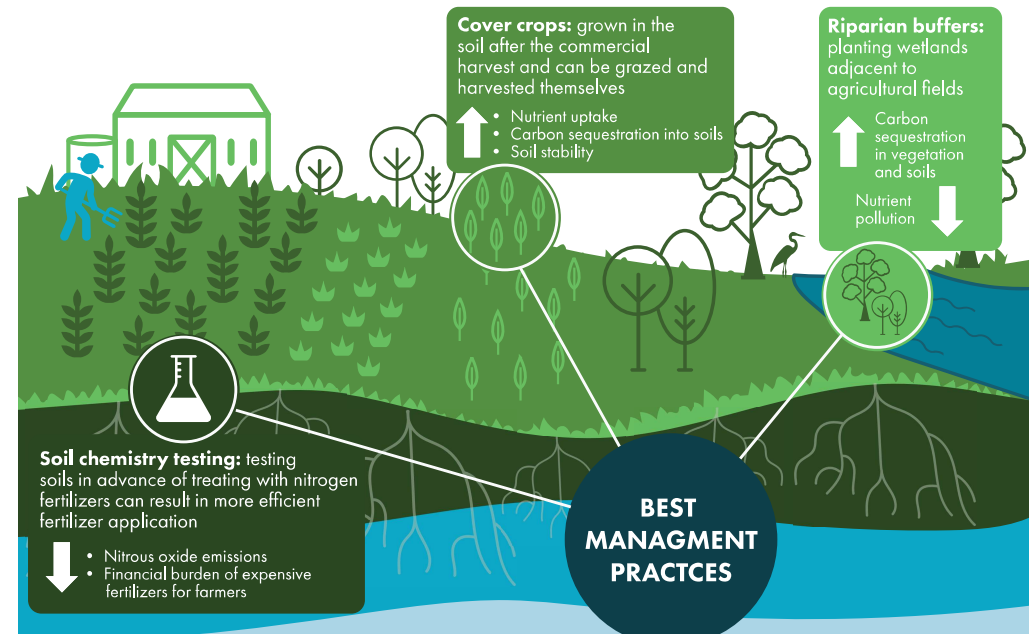 Cover crops: grown in the
soil after the commercial
harvest and can be grazed and
harvested themselves
• Nutrient uptake
• Carbon sequestration into soils
• Soil stability
Riparian buffers:
planting wetlands
adjacent to
agricultural fields
Carbon
sequestration
in vegetation
and soils
Nutrient
pollution
Soil chemistry testing: testing
soils in advance of treating with nitrogen
fertilizers can result in more efficient
fertilizer application
• Nitrous oxide emissions
• Financial burden of expensive
fertilizers for farmers
BEST
MANAGMENT
PRACTCES